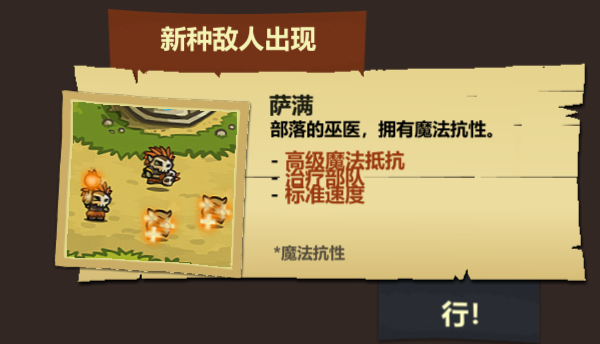 新种敌人出现
萨满
部落的巫医，拥有魔法抗性。
- 高级魔法抵抗
- 治疗部队
- 标准速度
*魔法抗性
行！